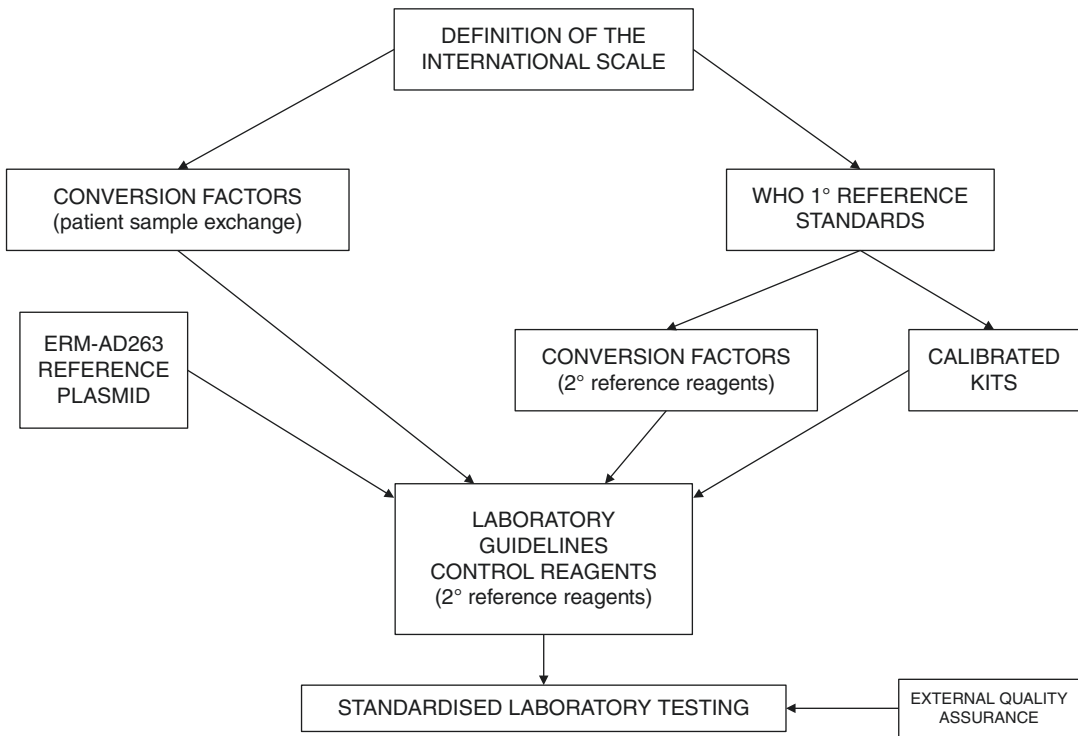 DEFINITION OF THE
INTERNATIONAL SCALE
CONVERSION FACTORS
(patient sample exchange)
WHO 1° REFERENCE
STANDARDS
ERM-AD263
REFERENCE
PLASMID
CONVERSION FACTORS
(2° reference reagents)
CALIBRATED
KITS
LABORATORY
GUIDELINES
CONTROL REAGENTS
(2° reference reagents)
STANDARDISED LABORATORY TESTING
EXTERNAL QUALITY
ASSURANCE